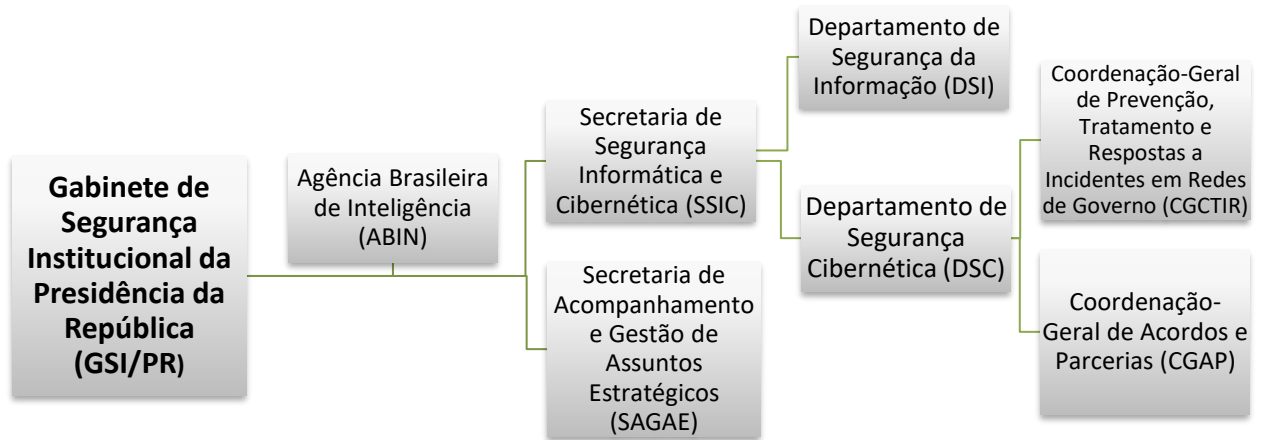 Gabinete de
Segurança
Institucional da
Presidência da
República
(GSI/PR)
Agência Brasileira
de Inteligência
(ABIN)
Secretaria de
Segurança
Informática e
Cibernética (SSIC)
Secretaria de
Acompanhamento
e Gestão de
Assuntos
Estratégicos
(SAGAE)
Departamento de
Segurança da
Informação (DSI)
Departamento de
Segurança
Cibernética (DSC)
Coordenação-Geral
de Prevenção,
Tratamento e
Respostas a
Incidentes em Redes
de Governo (CGCTIR)
Coordenação-
Geral de Acordos e
Parcerias (CGAP)